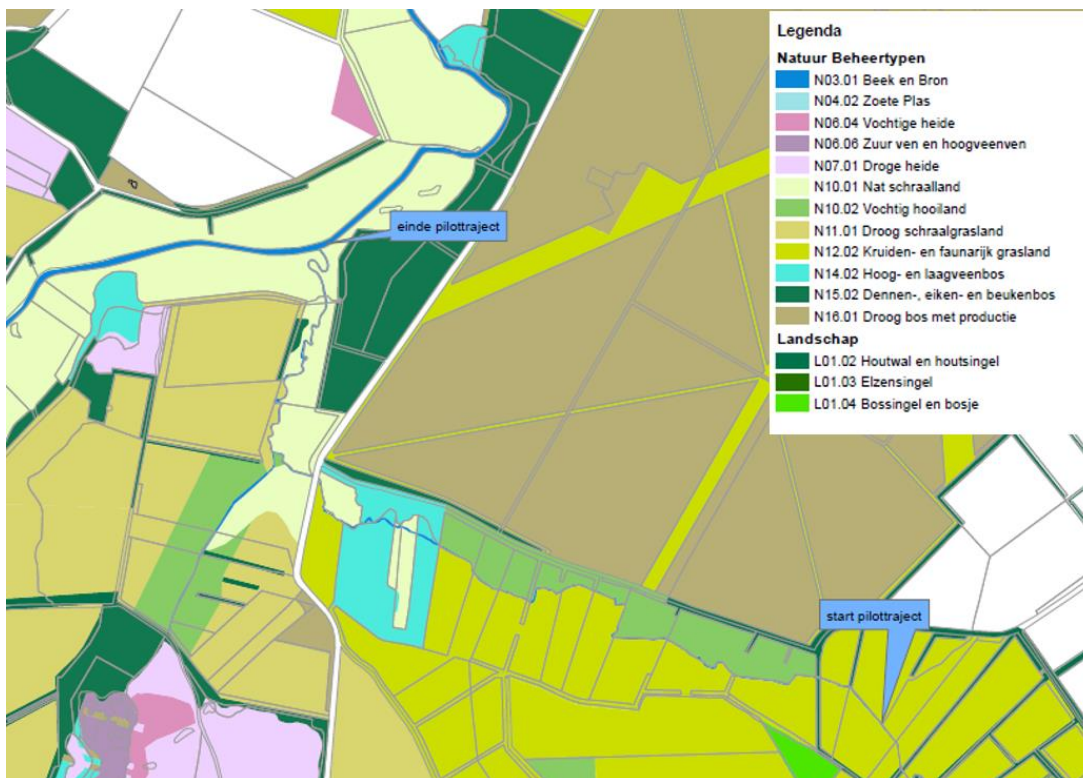 Legenda
Natuur Beheertypen
N03.01 Beek en Bron
N04.02 Zoete Plas
N06.04 Vochtige heide
N06.06 Zuur ven en hoogveenven
N07.01 Droge heide
N10.01 Nat schraalland
N10.02 Vochtig hooiland
N11.01 Droog schraalgrasland
N12.02 Kruiden- en faunarijk grasland
N14.02 Hoog- en laagveenbos
N15.02 Dennen-, eiken- en beukenbos
N16.01 Droog bos met productie
Landschap
L01.02 Houtwal en houtsingel
L01.03 Elzensingel
L01.04 Bossingel en bosje
einde pilottraject
start pilottraject